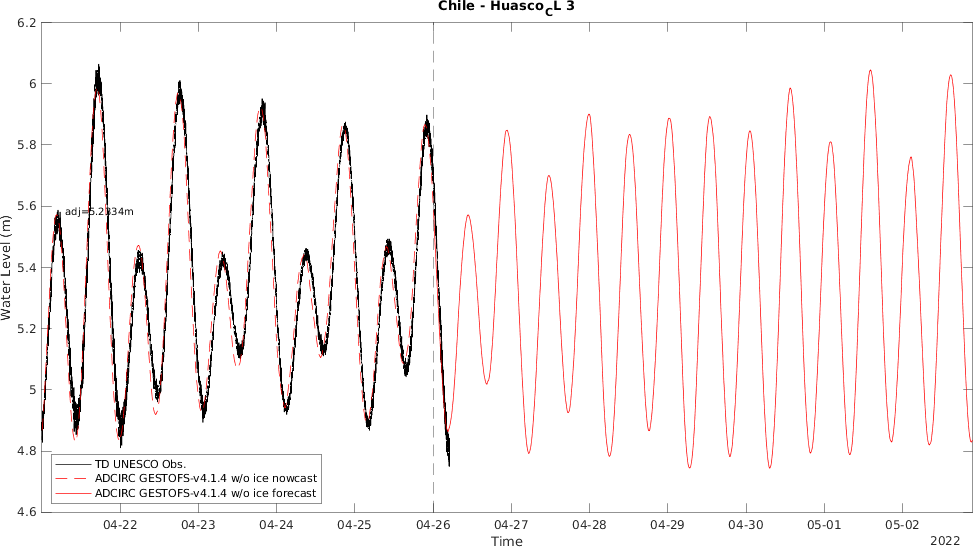 Chile - HuascoCL 3
6.2
6
5.8
5.6
5.4
5.2
5
4.8
4.6
Water Level (m)
adj=5.2334m
TD UNESCO Obs.
ADCIRC GESTOFS-v4.1.4 w/o ice nowcast
ADCIRC GESTOFS-v4.1.4 w/o ice forecast
04-22 04-23 04-24 04-25 04-26 04-27 04-28 04-29 04-30 05-01 05-02
Time
2022